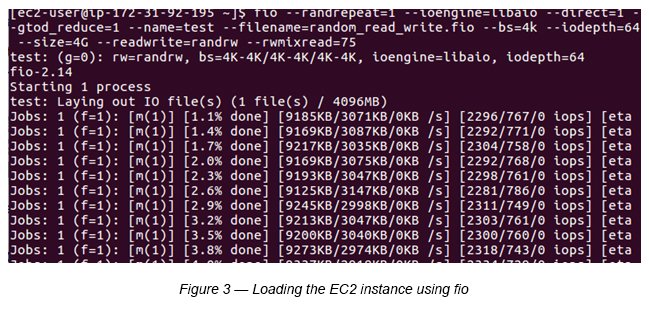 [ec2-user@ip-172-31-92-195 ~]$ fio --randrepeat=1 --ioengine=libaio --direct=1 -
-gtod_reduce=1 --name=test --filename=random_read_write.fio --bs=4k --iodepth=64
--size=4G --readwrite=randrw --rwmixread=75
test: (g=0): rw=randrw, bs=4K-4K/4K-4K/4K-4K, ioengine=libaio, iodepth=64
fio-2.14
Starting 1 process
test: Laying out IO file(s) (1 file(s) / 4096MB)
Jobs: 1 (f=1): [m(1)] [1.1% done] [9185KB/3071KB/0KB /s] [2296/767/0 iops] [eta
Jobs: 1 (f=1): [m(1)] [1.4% done] [9169KB/3087KB/0KB /s] [2292/771/0 iops] [eta
Jobs: 1 (f=1): [m(1)] [1.7% done] [9217KB/3035KB/0KB /s] [2304/758/0 iops] [eta
Jobs: 1 (f=1): [m(1)] [2.0% done] [9169KB/3075KB/0KB /s] [2292/768/0 iops] [eta
Jobs: 1 (f=1): [m(1)] [2.3% done] [9193KB/3047KB/0KB /s] [2298/761/0 iops] [eta
Jobs: 1 (f=1): [m(1)] [2.6% done] [9125KB/3147KB/0KB /s] [2281/786/0 iops] [eta
Jobs: 1 (f=1): [m(1)] [2.9% done] [9245KB/2998KB/0KB /s] [2311/749/0 iops] [eta
Jobs: 1 (f=1): [m(1)] [3.2% done] [9213KB/3047KB/0KB /s] [2303/761/0 iops] [eta
Jobs: 1 (f=1): [m(1)] [3.5% done] [9200KB/3040KB/0KB /s] [2300/760/0 iops] [eta
Jobs: 1 (f=1): [m(1)] [3.8% done] [9273KB/2974KB/0KB /s] [2318/743/0 iops] [eta
Figure 3 — Loading the EC2 instance using fio